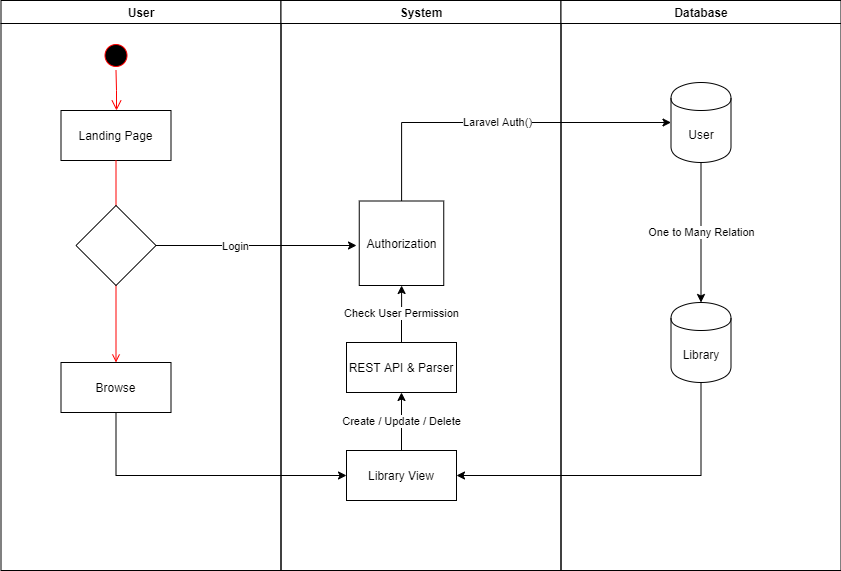 User
System
Database
Landing Page
Login
Browse
Laravel Auth()
Authorization
Check User Permission
REST API & Parser
Create / Update / Delete
Library View
User
One to Many Relation
Library